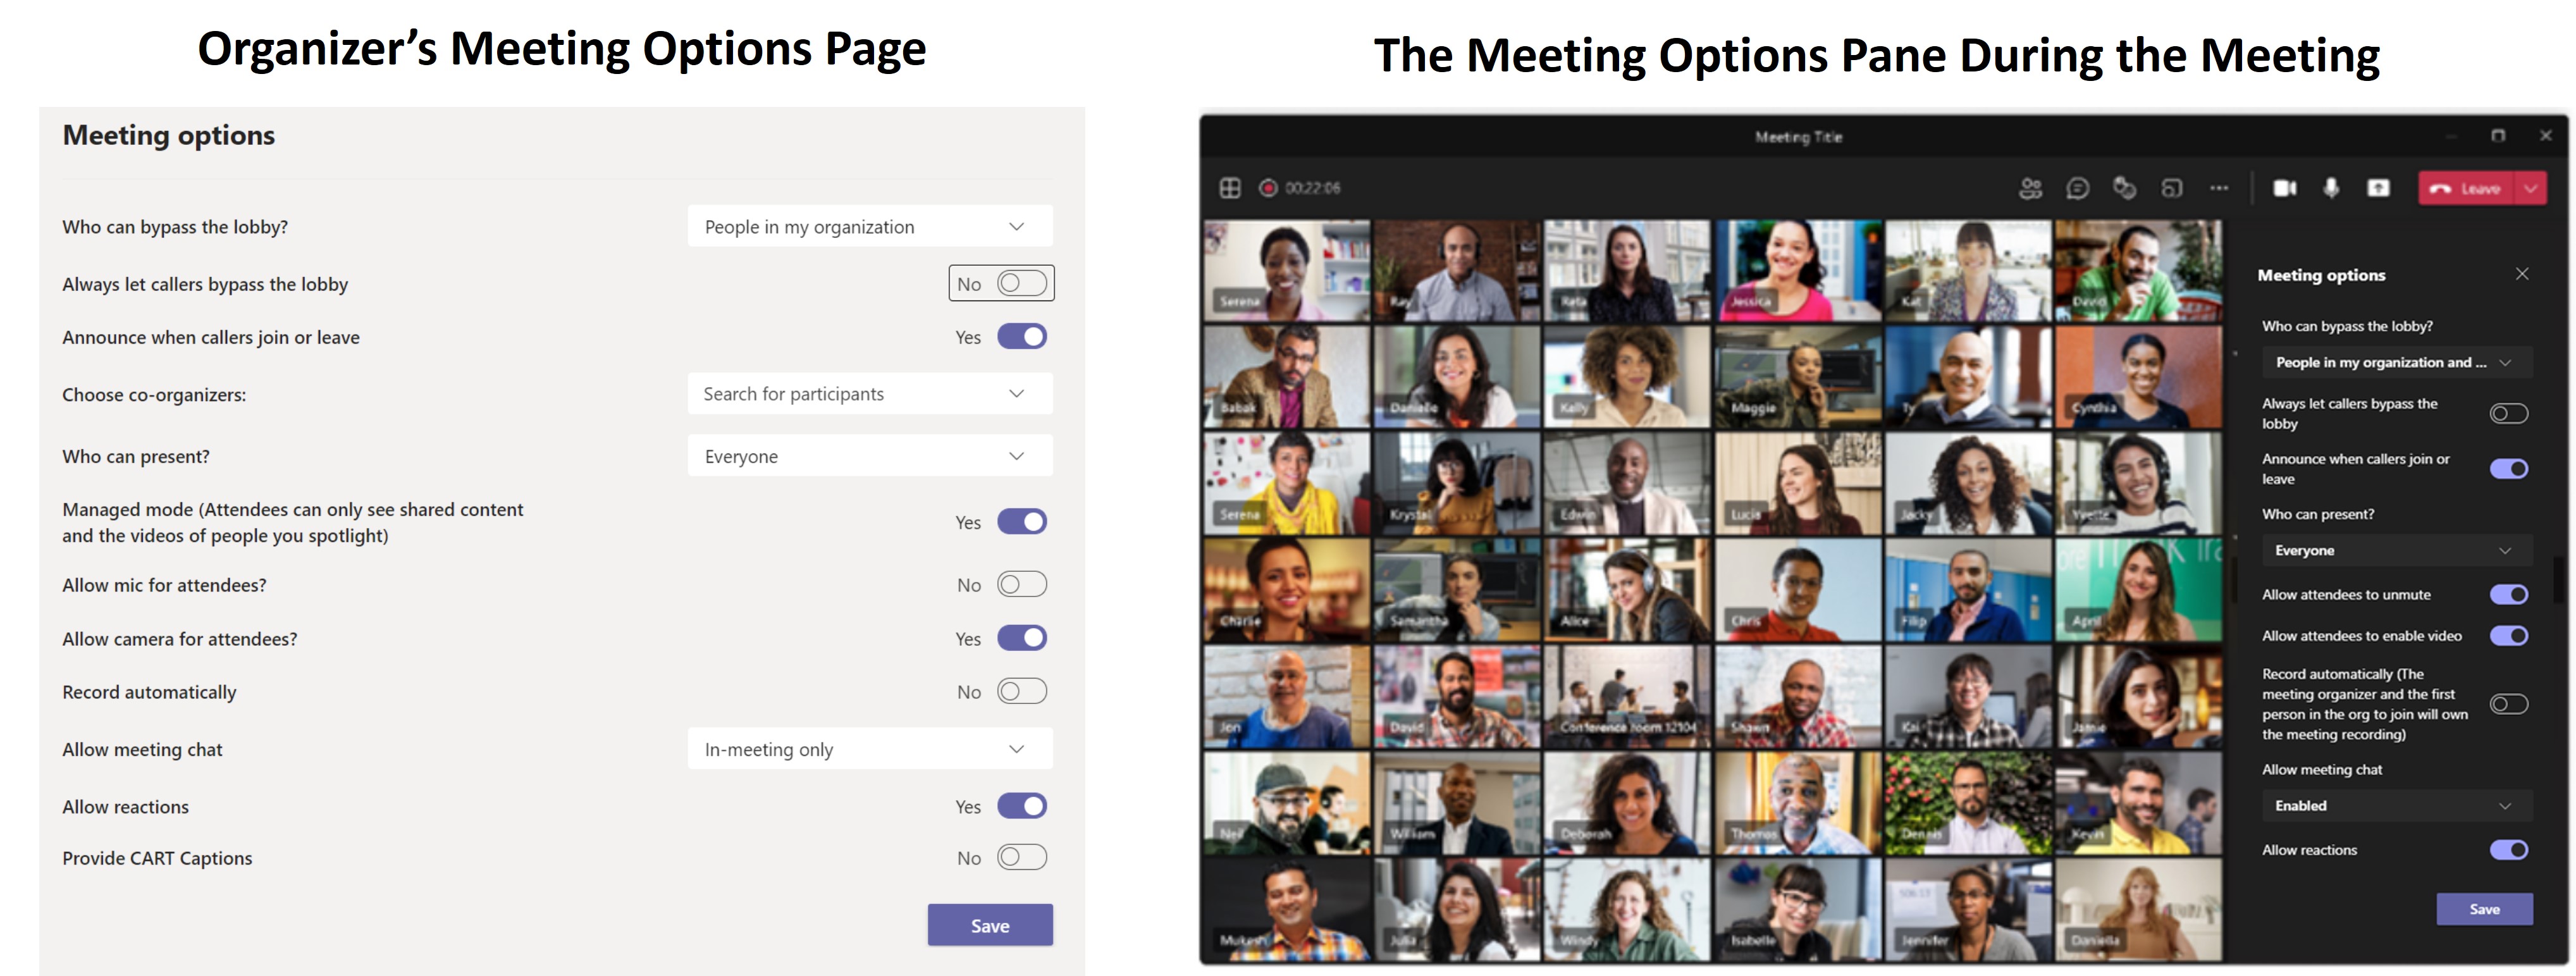 Organizer’s Meeting Options Page
Meeting options
Who can bypass the lobby?
People in my organization
Always let callers bypass the lobby
No
Announce when callers join or leave
Yes
Choose co-organizers:
Search for participants
Who can present?
Everyone
Managed mode (Attendees can only see shared content
and the videos of people you spotlight)
Yes
Allow mic for attendees?
No
Allow camera for attendees?
Yes
Record automatically
No
Allow meeting chat
In-meeting only
Allow reactions
Yes
Provide CART Captions
No
Save
The Meeting Options Pane During the Meeting
Meeting Title
00:22:06
Leave
Serena
Ray
Reta
Jessica
Kat
David
Babak
Danielle
Kelly
Maggie
Ty
Cynthia
Serena
Krystal
Edwin
Lucia
Jacky
Yvette
Charlie
Samantha
Alice
Chris
Filip
April
Jon
David
Conference room 12104
Shawn
Kai
Jamie
Neil
William
Deborah
Thomas
Dennis
Kevin
Mukesh
Julia
Windy
Isabelle
Jennifer
Daniella
Meeting options
Who can bypass the lobby?
People in my organization and ...
Always let callers bypass the
lobby
Announce when callers join or
leave
Who can present?
Everyone
Allow attendees to unmute
Allow attendees to enable video
Record automatically (The
meeting organizer and the first
person in the org to join will own
the meeting recording)
Allow meeting chat
Enabled
Allow reactions
Save